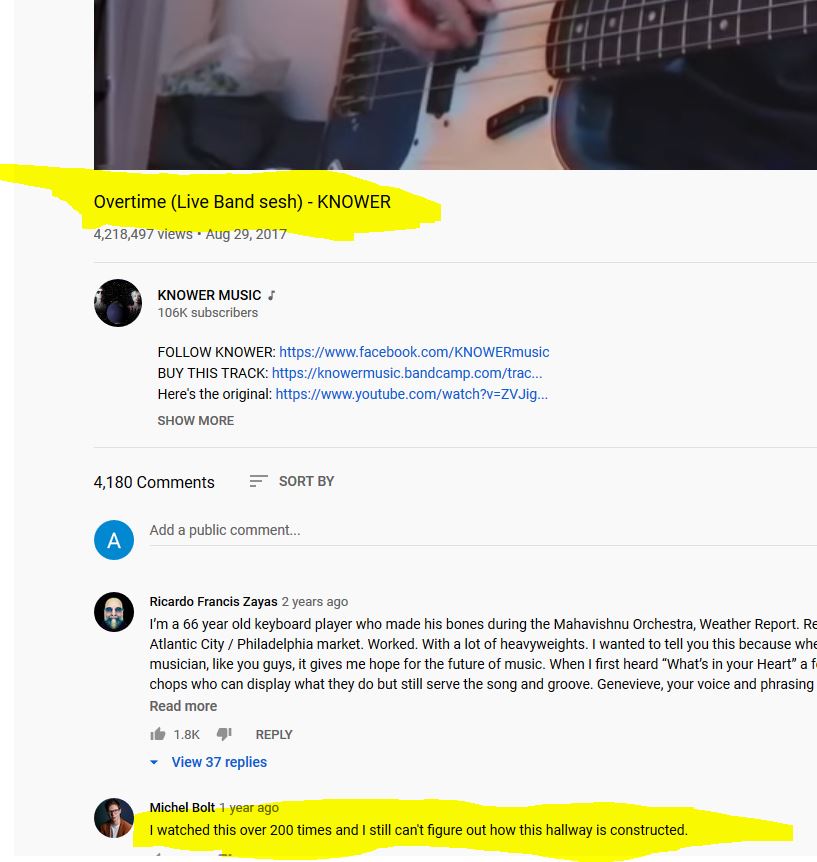 Overtime (Live Band sesh) - KNOWER
4,218,497 views • Aug 29, 2017
KNOWER MUSIC
106K subscribers
FOLLOW KNOWER: https://www.facebook.com/KNOWERmusic
BUY THIS TRACK: https://knowermusic.bandcamp.com/trac...
Here's the original: https://www.youtube.com/watch?v=ZVJig...
SHOW MORE
4,180 Comments SORT BY
A Add a public comment...
Ricardo Francis Zayas 2 years ago
I'm a 66 year old keyboard player who made his bones during the Mahavishnu Orchestra, Weather Report.
Atlantic City / Philadelphia market. Worked. With a lot of heavyweights. I wanted to tell you this because
musician, like you guys, it gives me hope for the future of music. When I first heard “What’s in your Heart” a
chops who can display what they do but still serve the song and groove. Genevieve, your voice and phrasing
Read more
1.8K REPLY
View 37 replies
Michel Bolt 1 year ago
I watched this over 200 times and I still can't figure out how this hallway is constructed.